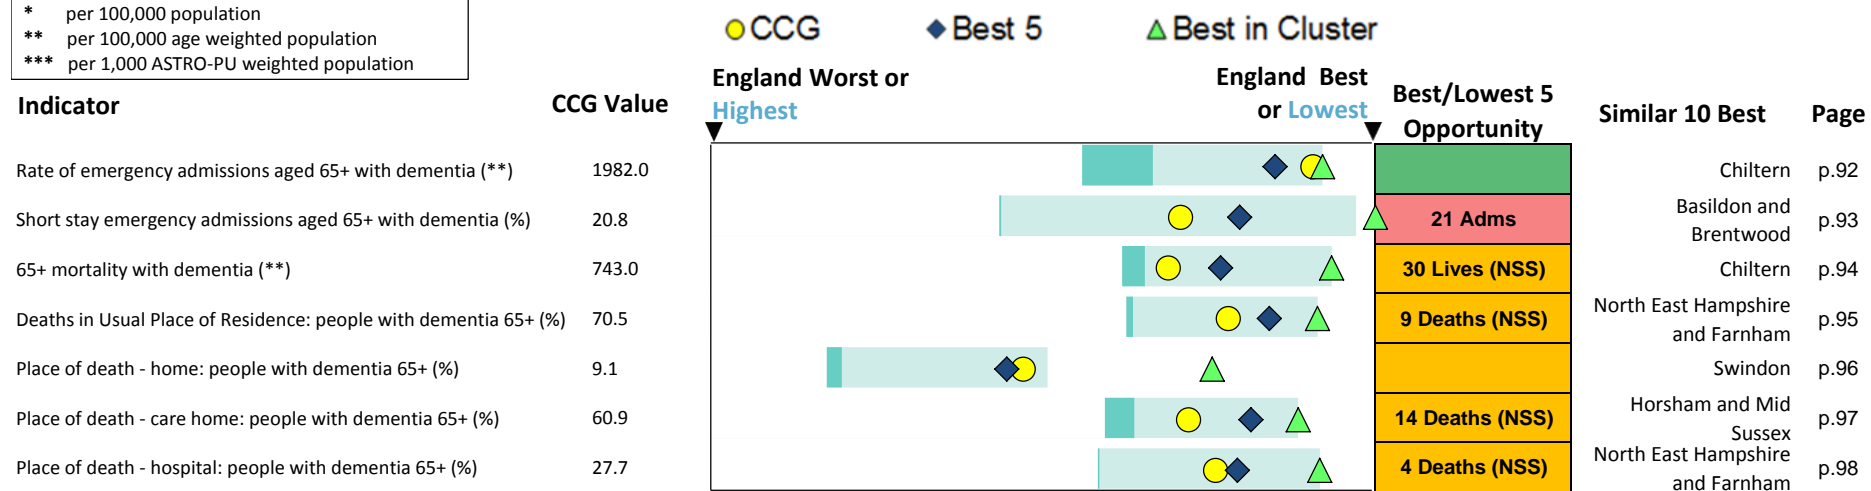 * per 100,000 population
** per 100,000 age weighted population
*** per 1,000 ASTRO-PU weighted population
CCG Best 5 Best in Cluster
Indicator
CCG Value
England Worst or
Highest
England Best
or Lowest
Best/Lowest 5
Opportunity
Similar 10 Best
Page
Rate of emergency admissions aged 65+ with dementia (**) 1982.0 Chiltern p.92
Short stay emergency admissions aged 65+ with dementia (%) 20.8 21 Adms Basildon and
Brentwood p.93
65+ mortality with dementia (**) 743.0 30 Lives (NSS) Chiltern p.94
Deaths in Usual Place of Residence: people with dementia 65+ (%) 70.5 9 Deaths (NSS) North East Hampshire
and Farnham p.95
Place of death - home: people with dementia 65+ (%) 9.1 Swindon p.96
Place of death - care home: people with dementia 65+ (%) 60.9 14 Deaths (NSS) Horsham and Mid
Sussex p.97
Place of death - hospital: people with dementia 65+ (%) 27.7 4 Deaths (NSS) North East Hampshire
and Farnham p.98